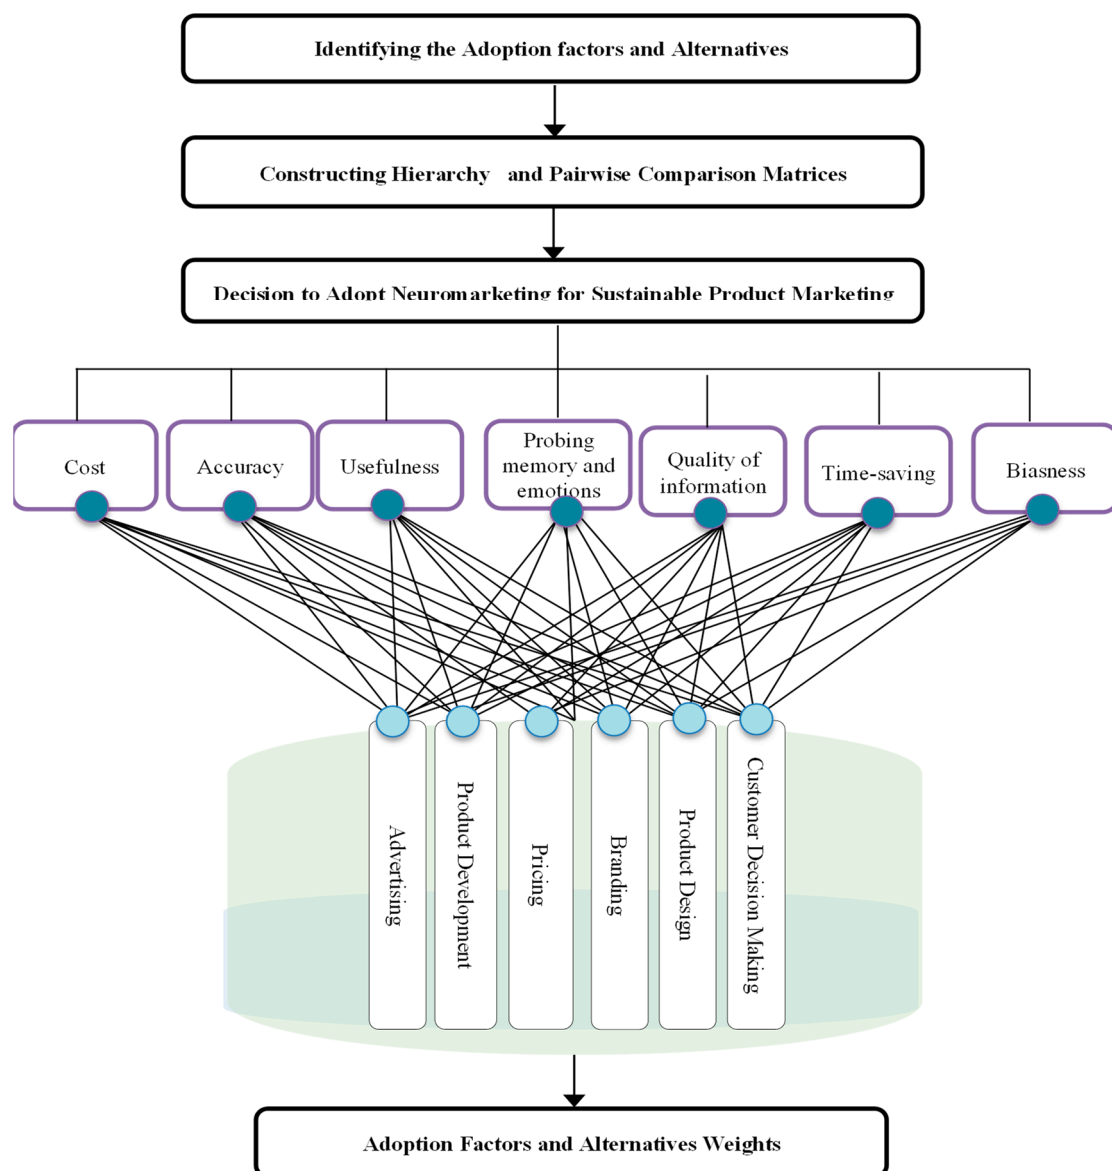 Identifying the Adoption factors and Alternatives
Constructing Hierarchy and Pairwise Comparison Matrices
Decision to Adopt Neuromarketing for Sustainable Product Marketing
Cost
Accuracy
Usefulness
Probing
memory and
emotions
Quality of
information
Time-saving
Biasness
Advertising
Product Development
Pricing
Branding
Product Design
Customer Decision Making
Adoption Factors and Alternatives Weights